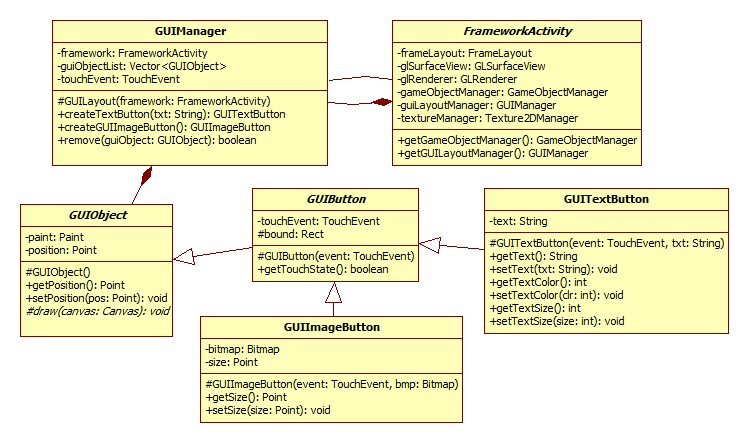 GUIManager
-framework: FrameworkActivity
-guiObjectList: Vector<GUIObject>
-touchEvent: TouchEvent
#GUILayout(framework: FrameworkActivity)
+createTextButton(txt: String): GUITextButton
+createGUIImageButton(): GUIImageButton
+remove(guiObject: GUIObject): boolean
FrameworkActivity
-frameLayout: FrameLayout
-glSurfaceView: GLSurfaceView
-glRenderer: GLRenderer
-gameObjectManager: GameObjectManager
-guiLayoutManager: GUIManager
-textureManager: Texture2DManager
+getGameObjectManager(): GameObjectManager
+getGUILayoutManager(): GUIManager
GUIObject
-paint: Paint
-position: Point
#GUIObject()
+getPosition(): Point
+setPosition(pos: Point): void
#draw(canvas: Canvas): void
GUIButton
-touchEvent: TouchEvent
#bound: Rect
#GUIButton(event: TouchEvent)
+getTouchState(): boolean
GUITextButton
-text: String
#GUITextButton(event: TouchEvent, txt: String)
+getText(): String
+setText(txt: String): void
+getTextColor(): int
+setTextColor(clr: int): void
+getTextSize(): int
+setTextSize(size: int): void
GUIImageButton
-bitmap: Bitmap
-size: Point
#GUIImageButton(event: TouchEvent, bmp: Bitmap)
+getSize(): Point
+setSize(size: Point): void